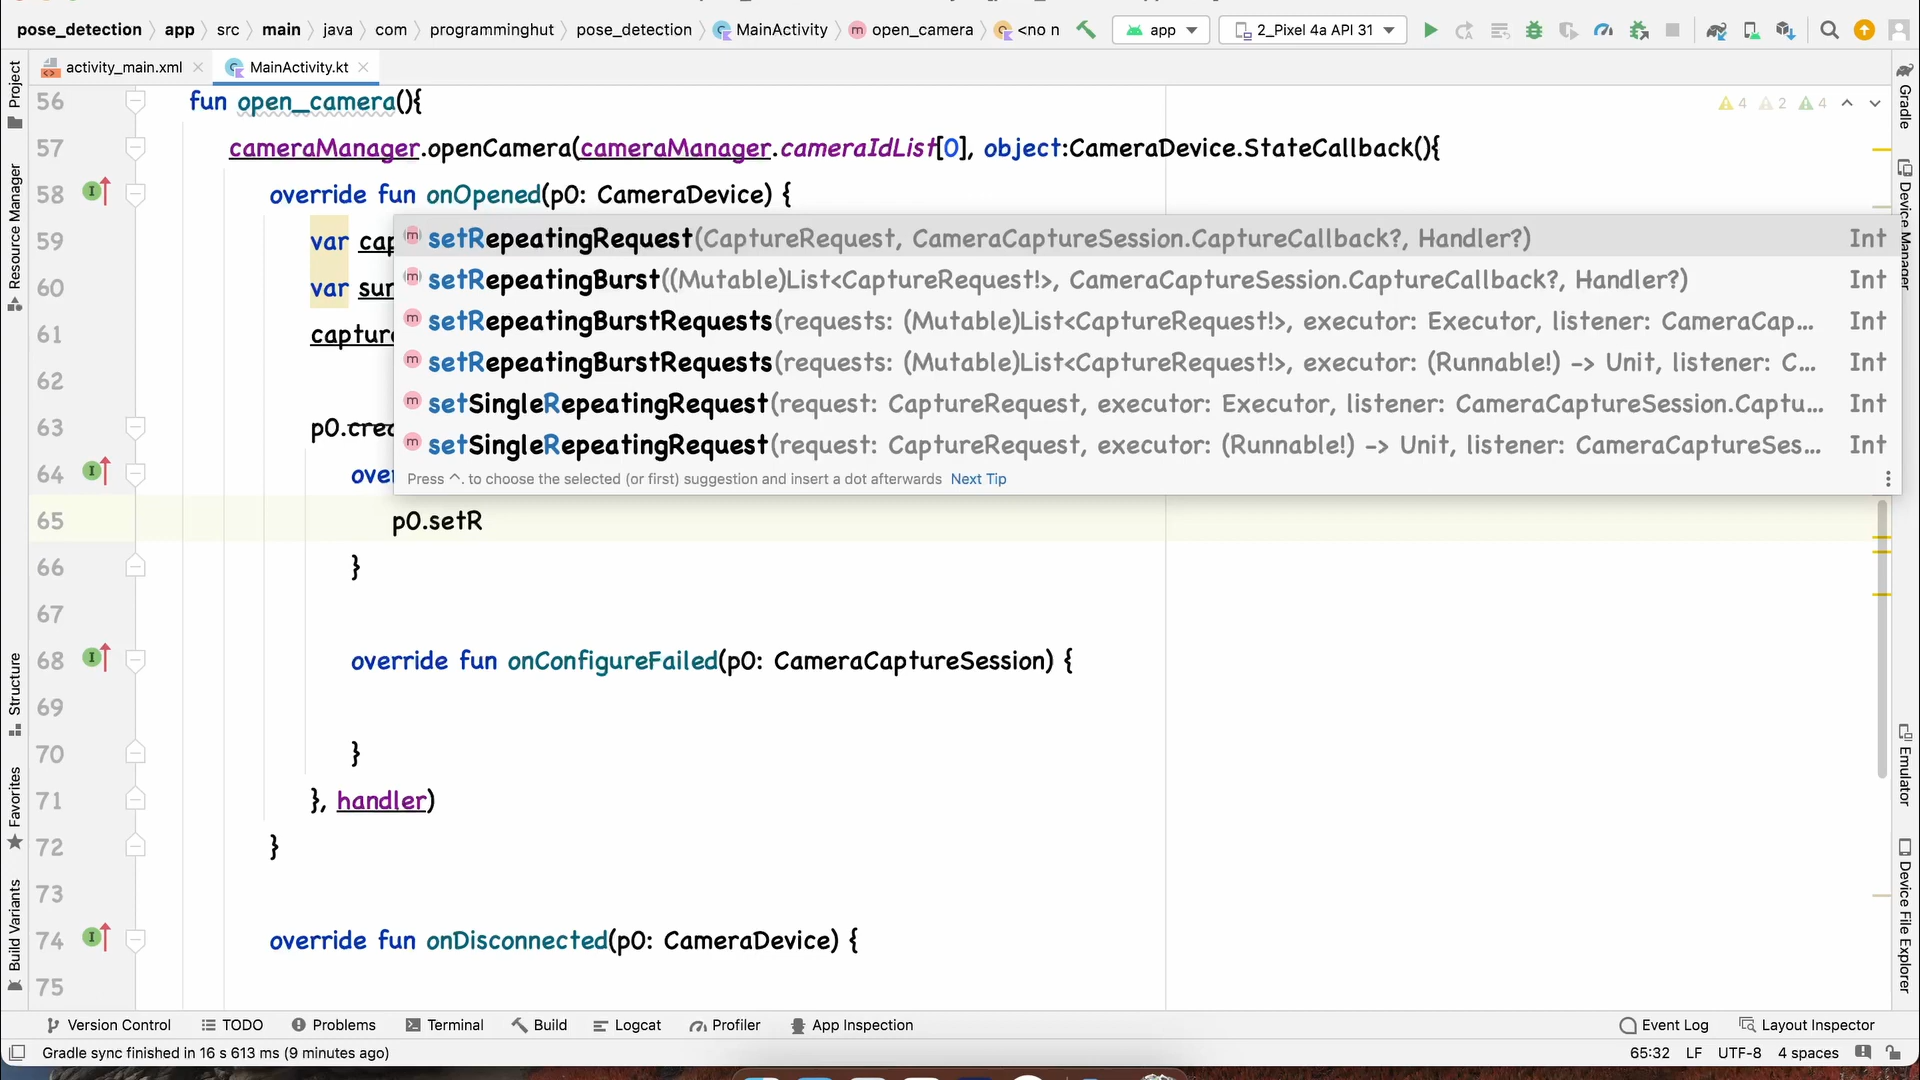 pose_detection app src main java com programminghut pose_detection MainActivity open_camera <no n app 2_Pixel 4a API 31
activity_main.xml MainActivity.kt
Project
Resource Manager
Structure
Favorites
Build Variants
56 fun open_camera(){
4 2 4
57 cameraManager.openCamera(cameraManager.cameraIdList[0], object:CameraDevice.StateCallback(){
58 override fun onOpened(p0: CameraDevice) {
59 var cap
60 var sur
61 capture
62
63 p0.crea
64 over
setRepeatingRequest(CaptureRequest, CameraCaptureSession.CaptureCallback?, Handler?) Int
setRepeatingBurst((Mutable)List<CaptureRequest!>, CameraCaptureSession.CaptureCallback?, Handler?) Int
setRepeatingBurstRequests(requests: (Mutable)List<CaptureRequest!>, executor: Executor, listener: CameraCap... Int
setRepeatingBurstRequests(requests: (Mutable)List<CaptureRequest!>, executor: (Runnable!) -> Unit, listener: C... Int
setSingleRepeatingRequest(request: CaptureRequest, executor: Executor, listener: CameraCaptureSession.Captu... Int
setSingleRepeatingRequest(request: CaptureRequest, executor: (Runnable!) -> Unit, listener: CameraCaptureSes... Int
Press ^. to choose the selected (or first) suggestion and insert a dot afterwards Next Tip
65 p0.setR
66 }
67
68 override fun onConfigureFailed(p0: CameraCaptureSession) {
69
70 }
71 }, handler)
72 }
73
74 override fun onDisconnected(p0: CameraDevice) {
75
Gradle
Device Manager
Emulator
Device File Explorer
Version Control TODO Problems Terminal Build Logcat Profiler App Inspection Event Log Layout Inspector
Gradle sync finished in 16 s 613 ms (9 minutes ago) 65:32 LF UTF-8 4 spaces